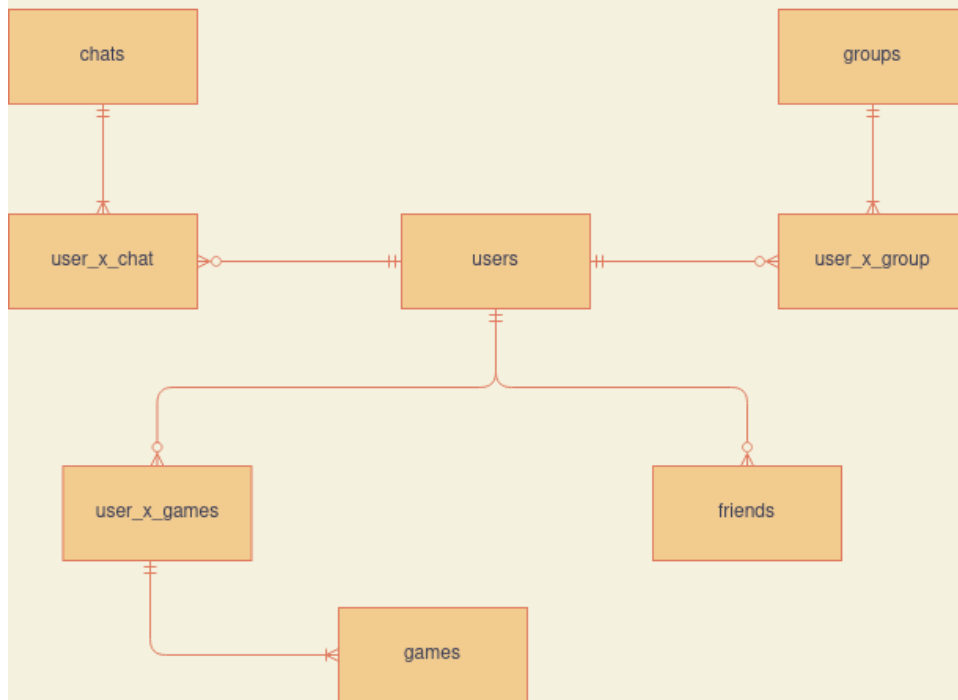 chats
groups
user_x_chat
users
user_x_group
user_x_games
friends
games